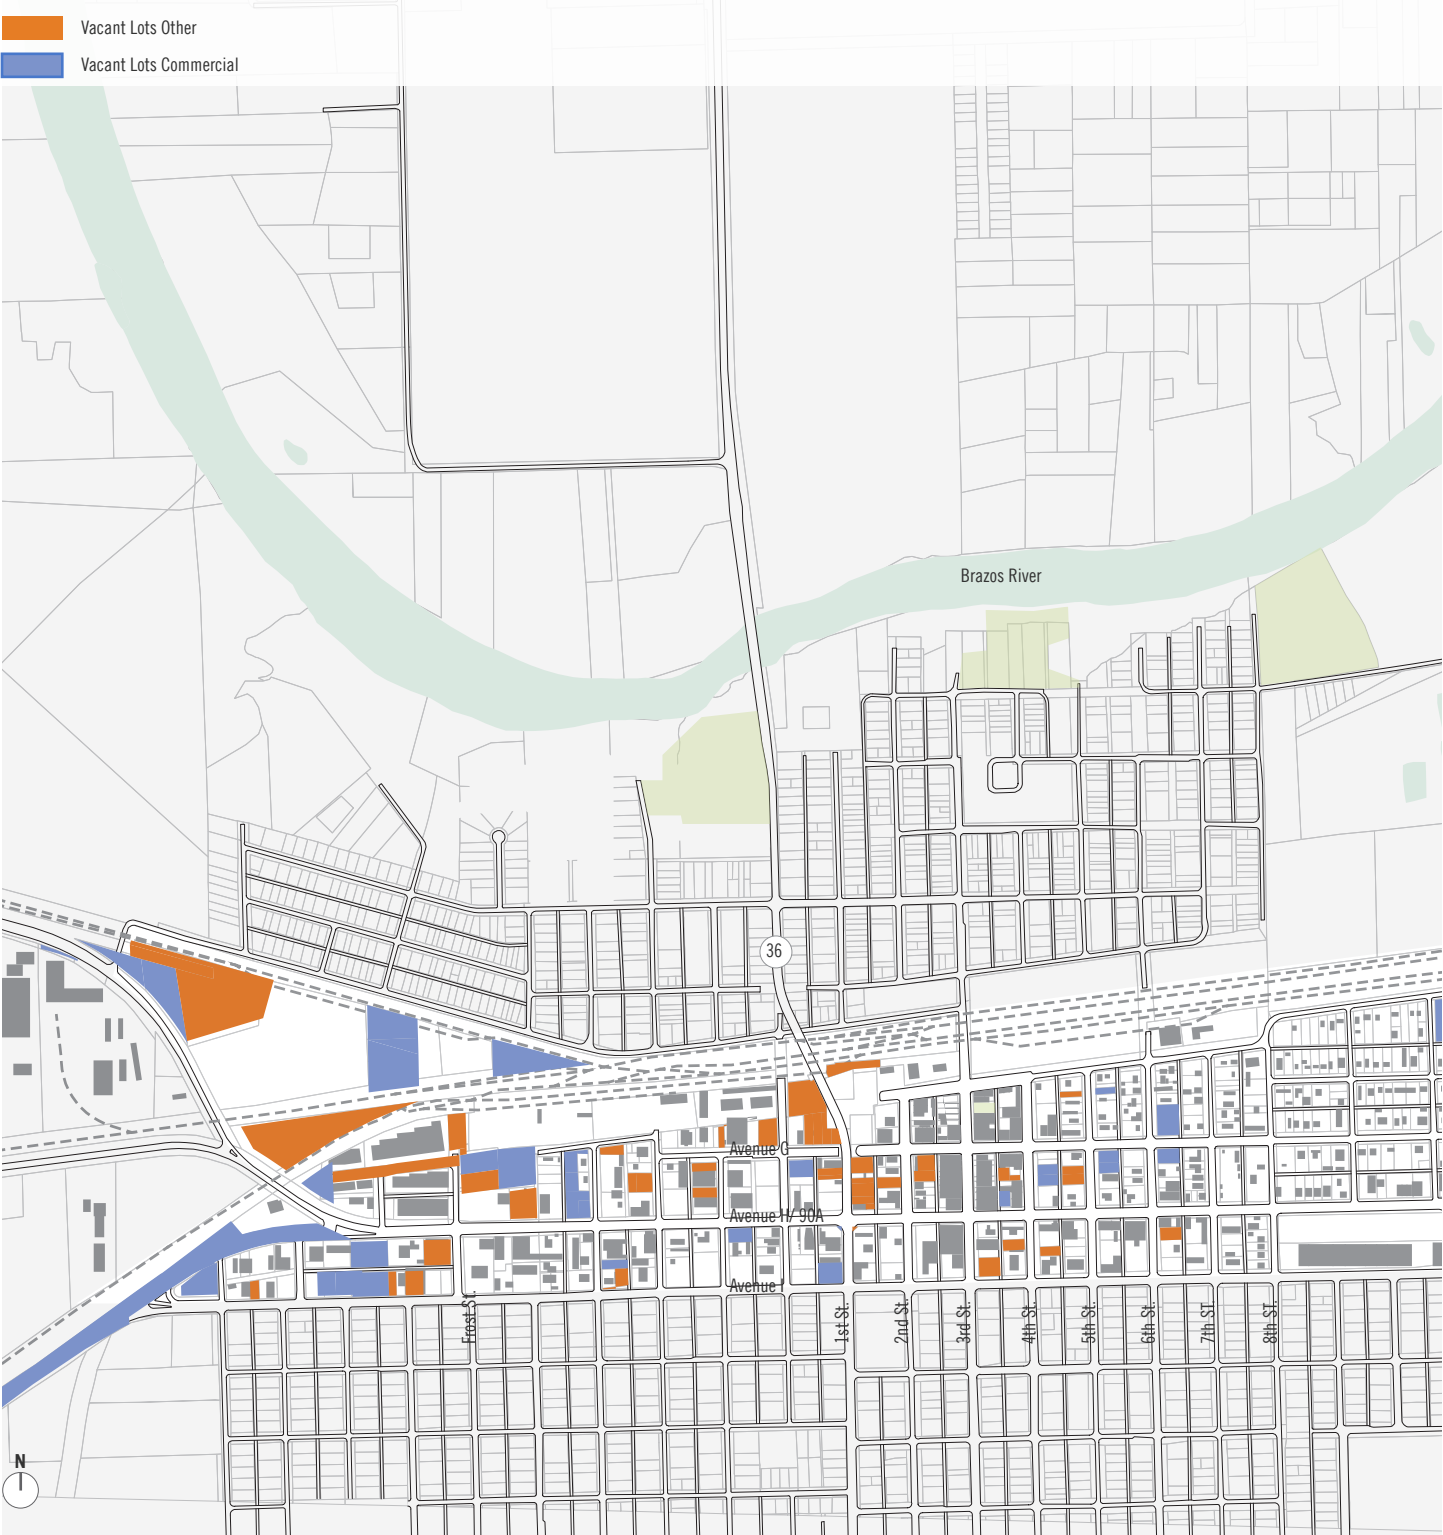 Vacant Lots Other
Vacant Lots Commercial
Brazos River
36
Avenue G
Avenue H/ 90A
Avenue I
Frost St.
1st St.
2nd St.
3rd St.
4th St.
5th St.
6th St.
7th ST.
8th ST.
N